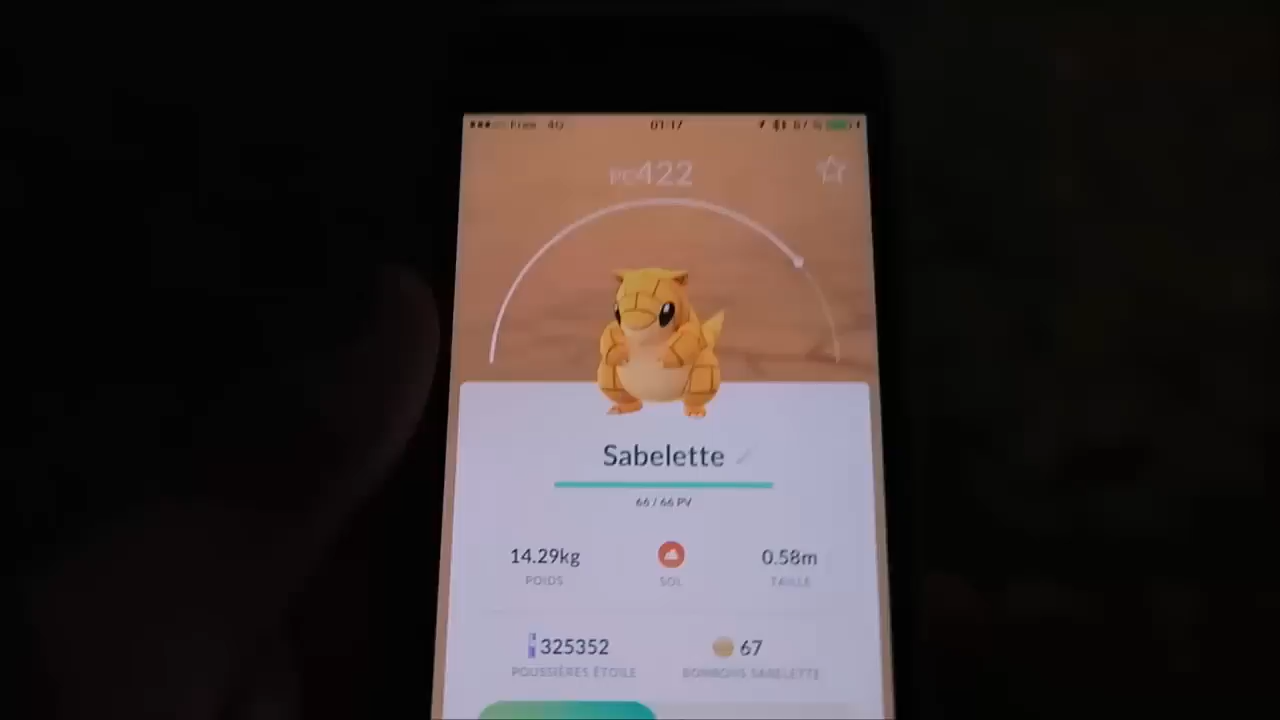 Free 4G 01:17
PC422
Sabelette
66 / 66 PV
14.29kg 0.58m
POIDS SOL TAILLE
325352 67
POUSSIÈRES ÉTOILE BONBONS SABELETTE